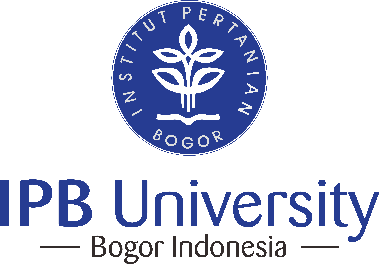 INSTITUT PERTANIAN
BOGOR
IPB University
Bogor Indonesia